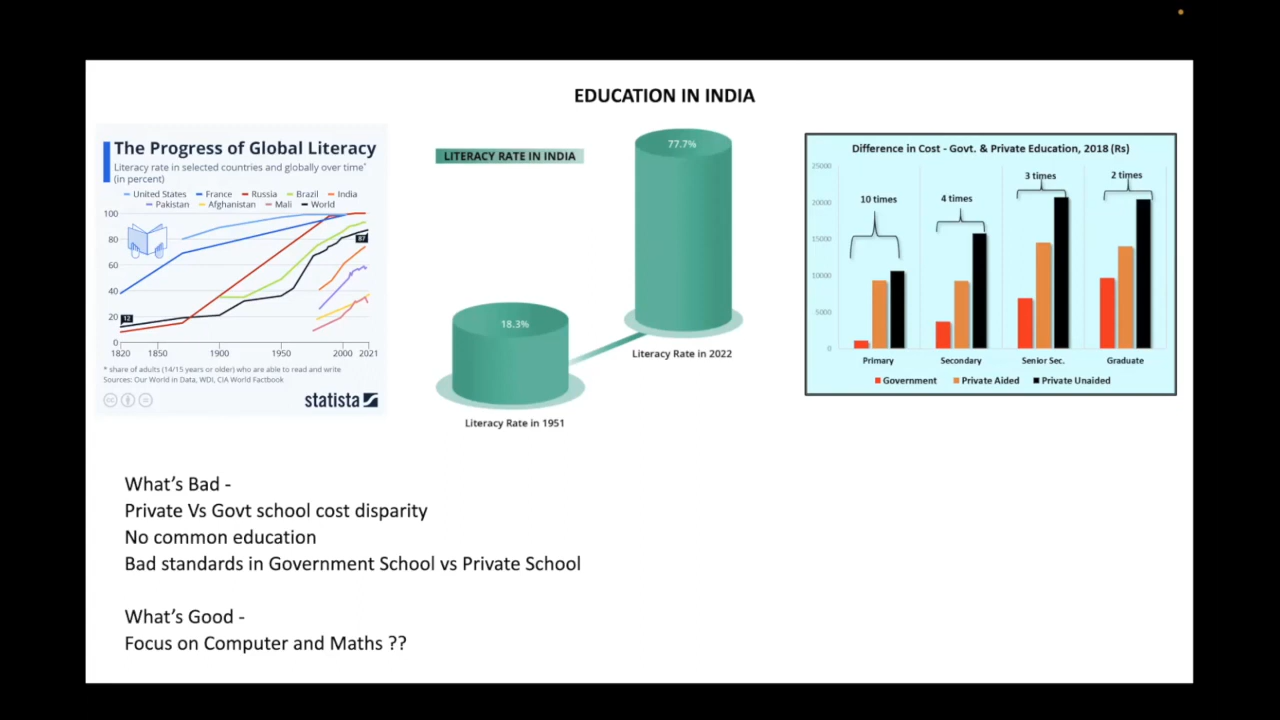 EDUCATION IN INDIA
The Progress of Global Literacy
Literacy rate in selected countries and globally over time*
(in percent)
United States France Russia Brazil India
Pakistan Afghanistan Mali World
100
80
60
40
20
0
87
12
1820 1850 1900 1950 2000 2021
* share of adults (14/15 years or older) who are able to read and write
Sources: Our World in Data, WDI, CIA World Factbook
statista
LITERACY RATE IN INDIA
77.7%
18.3%
Literacy Rate in 2022
Literacy Rate in 1951
Difference in Cost - Govt. & Private Education, 2018 (Rs)
25000
20000
15000
10000
5000
0
10 times
4 times
3 times
2 times
Primary Secondary Senior Sec. Graduate
Government Private Aided Private Unaided
What's Bad -
Private Vs Govt school cost disparity
No common education
Bad standards in Government School vs Private School
What's Good -
Focus on Computer and Maths ??